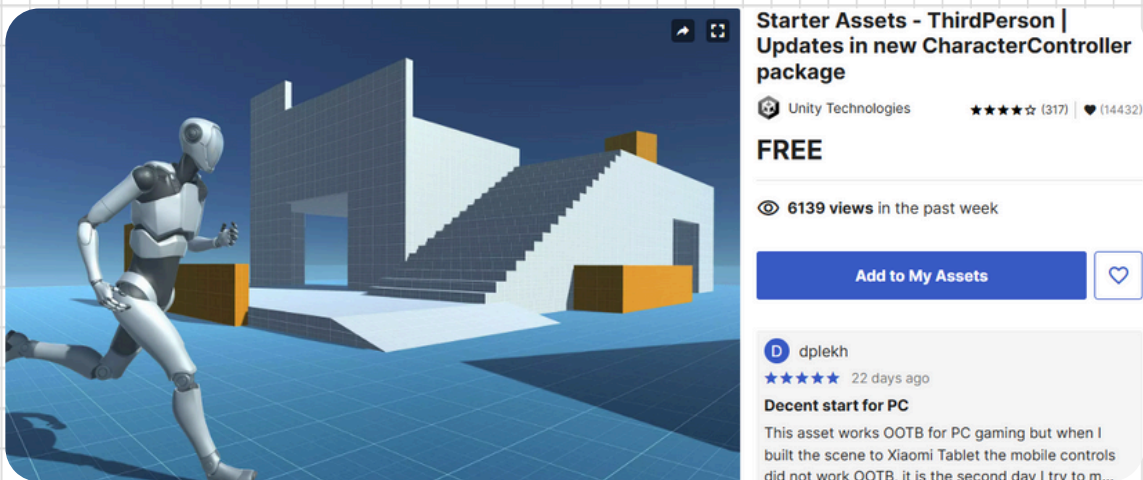 Starter Assets - ThirdPerson |
Updates in new CharacterController
package
Unity Technologies
(317)
(14432)
FREE
6139 views in the past week
Add to My Assets
D
dplekh
22 days ago
Decent start for PC
This asset works OOTB for PC gaming but when I
built the scene to Xiaomi Tablet the mobile controls
did not work OOTB, it is the second day I try to m...